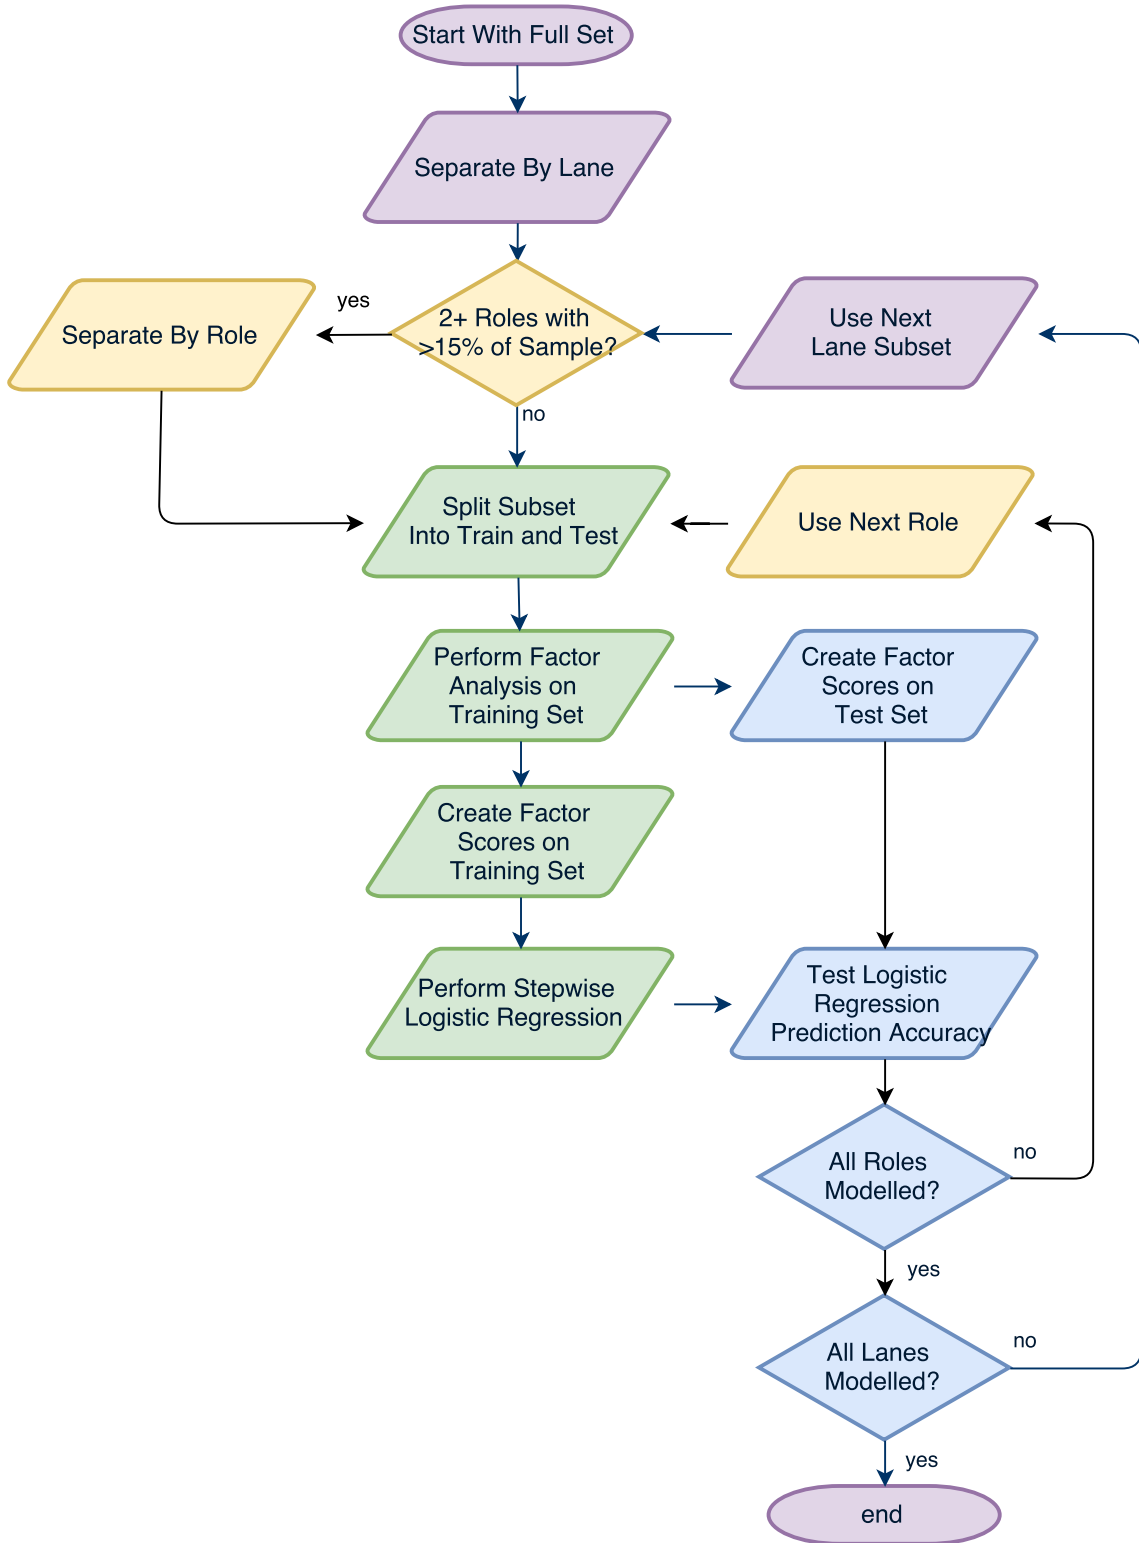 Start With Full Set
Separate By Lane
yes
2+ Roles with
>15% of Sample?
Separate By Role
Use Next
Lane Subset
no
Split Subset
Into Train and Test
Use Next Role
Perform Factor
Analysis on
Training Set
Create Factor
Scores on
Test Set
Create Factor
Scores on
Training Set
Perform Stepwise
Logistic Regression
Test Logistic
Regression
Prediction Accuracy
All Roles
Modelled?
no
yes
All Lanes
Modelled?
no
yes
end